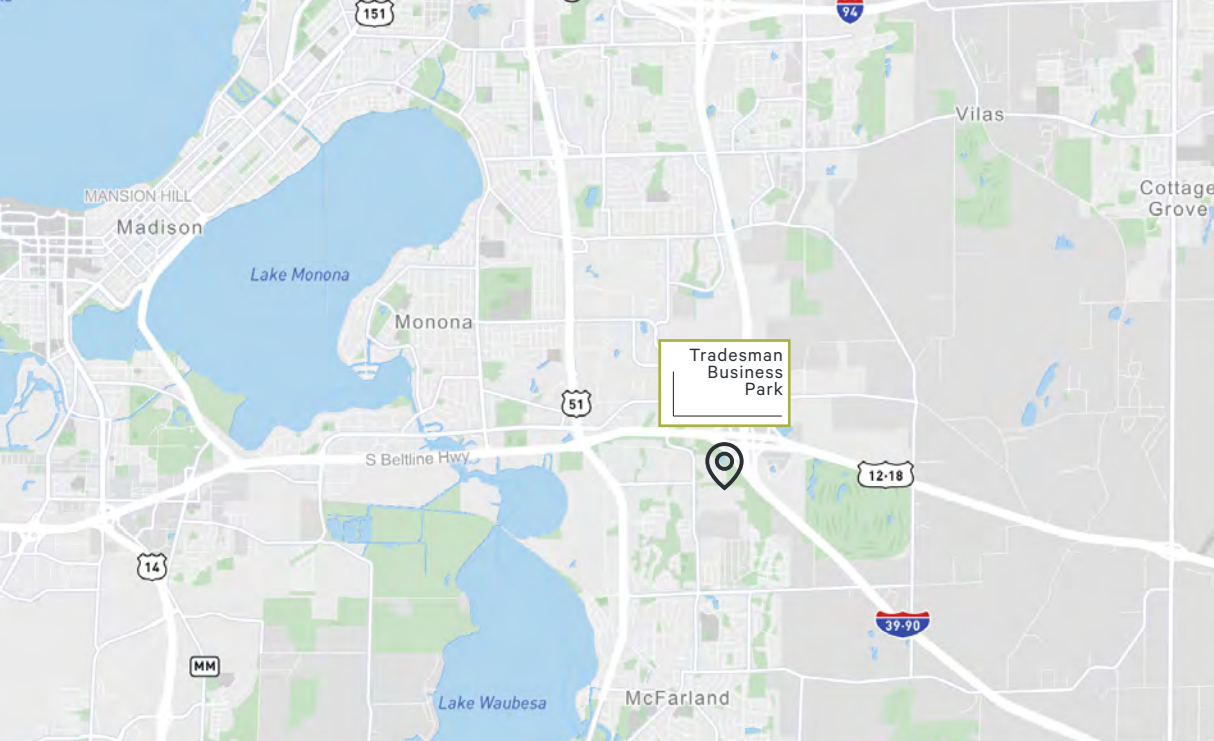 151
94
Vilas
MANSION HILL
Cottage
Grove
Madison
Lake Monona
Monona
Tradesman
Business
Park
51
S Beltline Hwy
12·18
14
39·90
MM
Lake Waubesa
McFarland